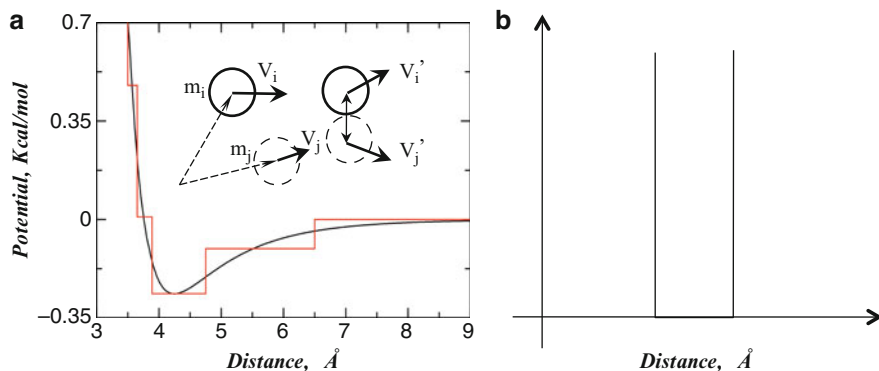 a
b
0.7
0.35
0
−0.35
Potential, Kcal/mol
3 4 5 6 7 8 9
Distance, Å
m_i
V_i
m_j
V_j
V_i’
V_j’
Distance, Å